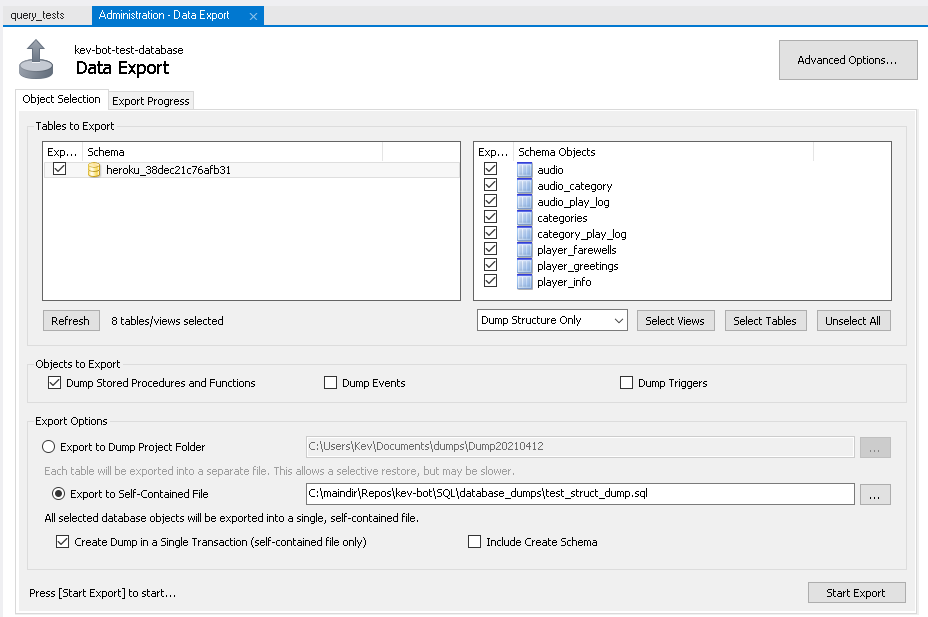 query_tests
Administration - Data Export ×
kev-bot-test-database
Data Export
Advanced Options...
Object Selection
Export Progress
Tables to Export
Exp... Schema
heroku_38dec21c76afb31
Exp... Schema Objects
audio
audio_category
audio_play_log
categories
category_play_log
player_farewells
player_greetings
player_info
Refresh
8 tables/views selected
Dump Structure Only
Select Views
Select Tables
Unselect All
Objects to Export
Dump Stored Procedures and Functions
Dump Events
Dump Triggers
Export Options
Export to Dump Project Folder
C:\Users\Kev\Documents\dumps\Dump20210412
...
Each table will be exported into a separate file. This allows a selective restore, but may be slower.
Export to Self-Contained File
C:\maindir\Repos\kev-bot\SQL\database_dumps\test_struct_dump.sql
...
All selected database objects will be exported into a single, self-contained file.
Create Dump in a Single Transaction (self-contained file only)
Include Create Schema
Press [Start Export] to start...
Start Export